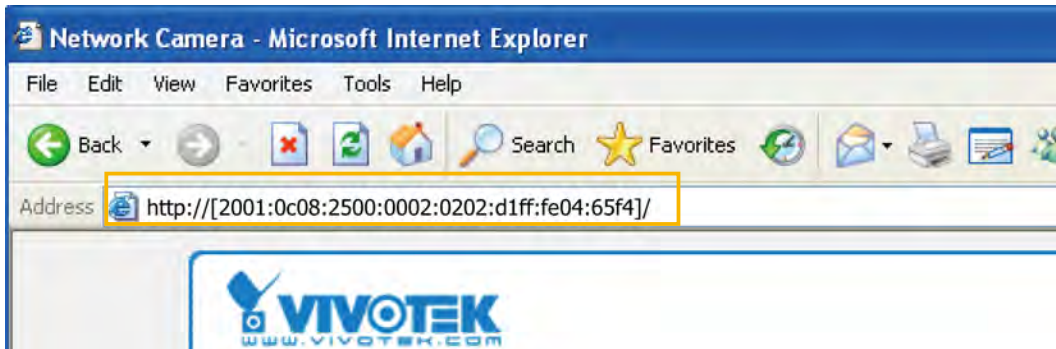 Network Camera - Microsoft Internet Explorer
File Edit View Favorites Tools Help
Back Search Favorites
Address http://[2001:0c08:2500:0002:0202:d1ff:fe04:65f4]/
VIVOTEK
www.vivotek.com